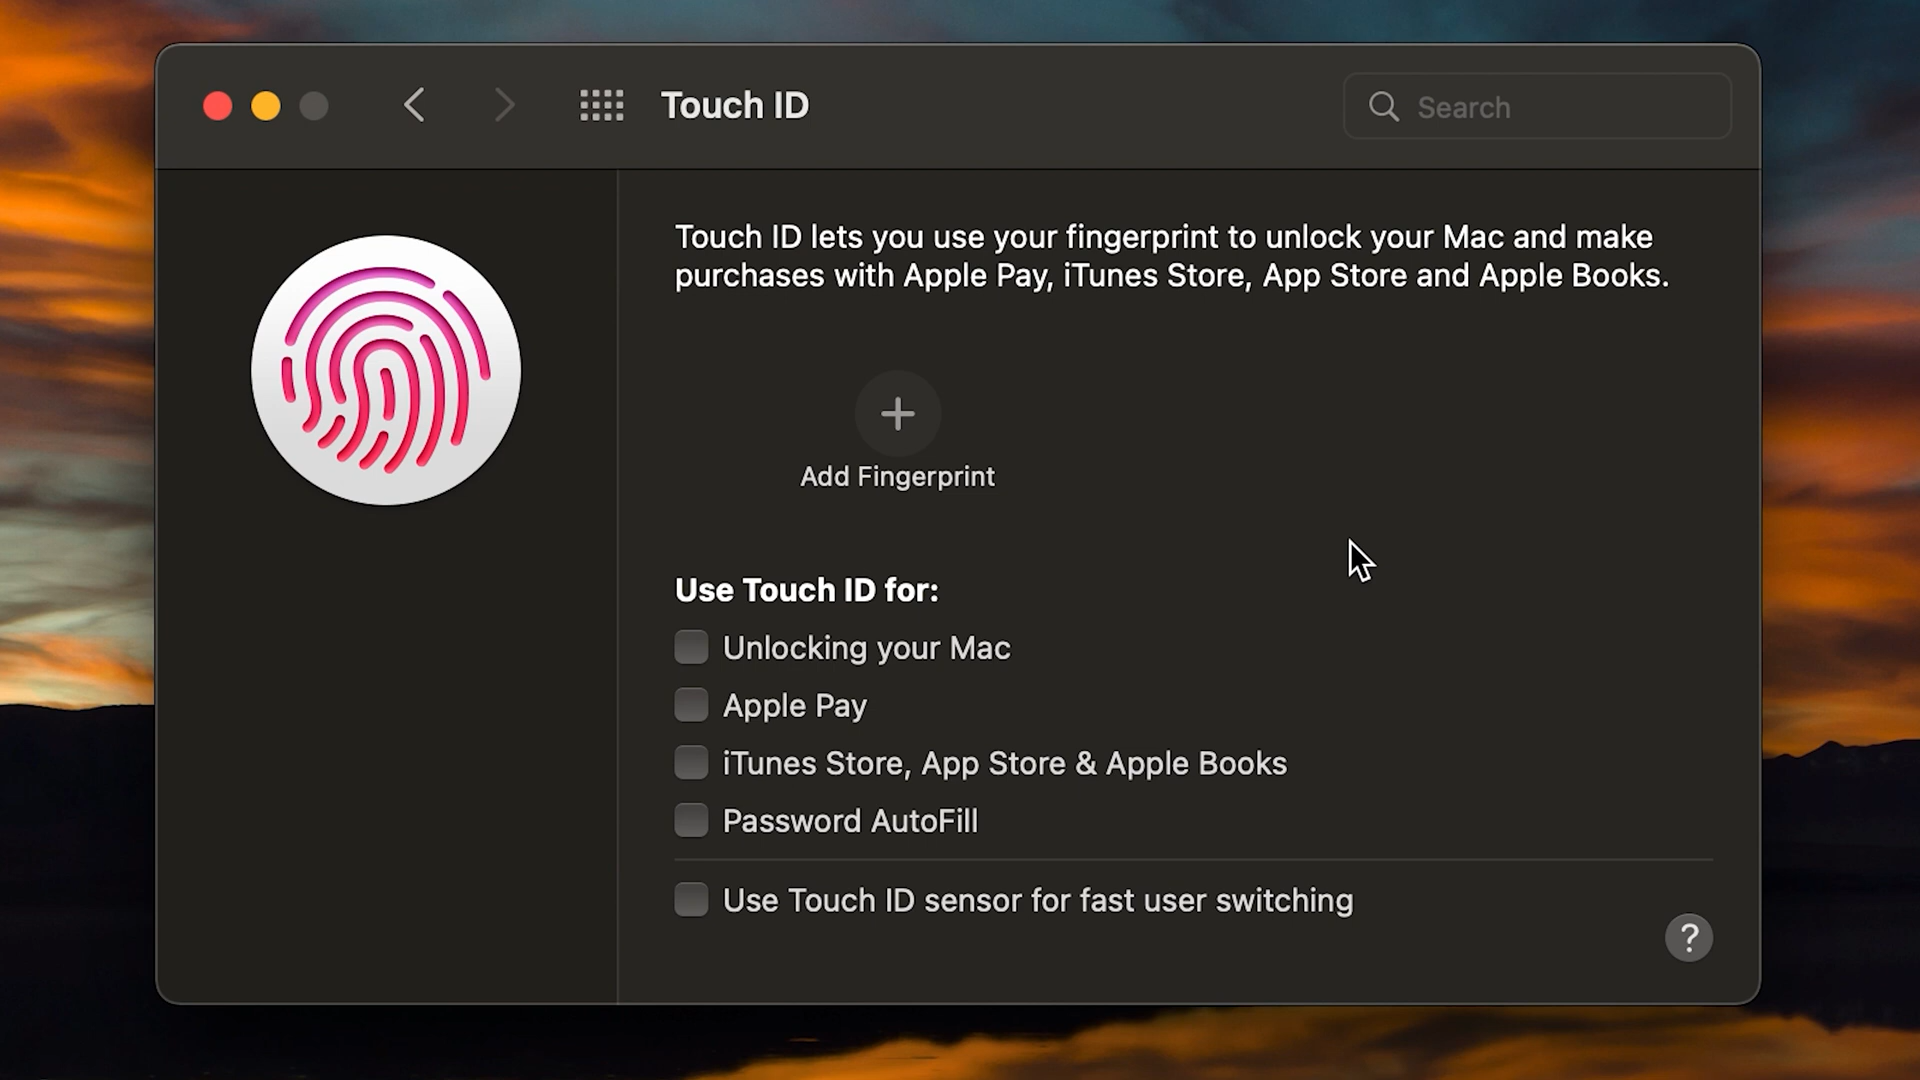 Touch ID
Search
Touch ID lets you use your fingerprint to unlock your Mac and make
purchases with Apple Pay, iTunes Store, App Store and Apple Books.
Add Fingerprint
Use Touch ID for:
Unlocking your Mac
Apple Pay
iTunes Store, App Store & Apple Books
Password AutoFill
Use Touch ID sensor for fast user switching
?